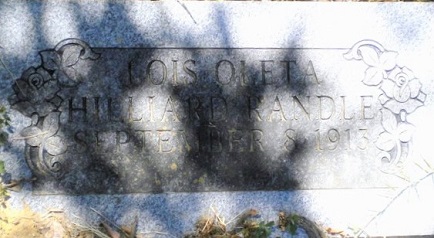 LOIS OLETA
HILLIARD RANDLE
SEPTEMBER 8, 1915